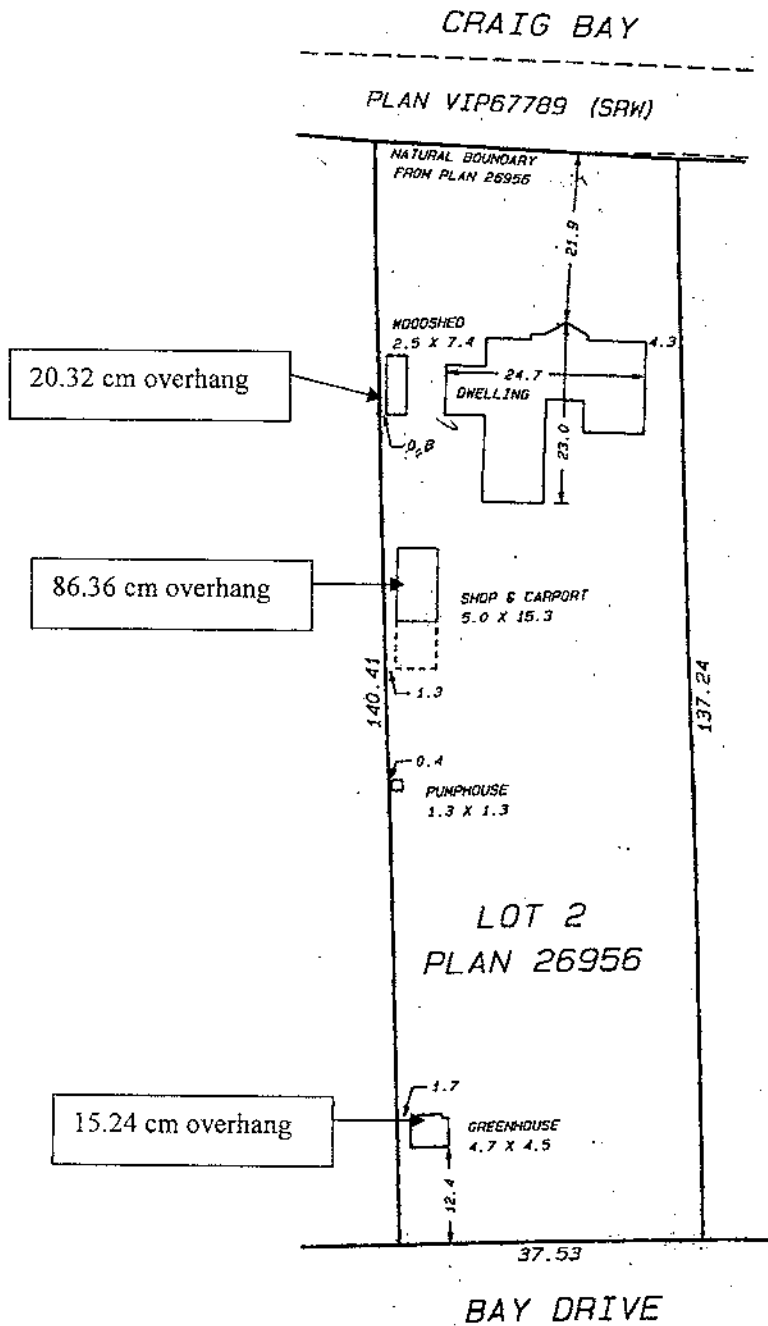 CRAIG BAY
PLAN VIP67789 (SRW)
NATURAL BOUNDARY
FROM PLAN 26956
21.9
WOODSHED
2.5 X 7.4
4.3
20.32 cm overhang
24.7
DWELLING
0.8
23.0
86.36 cm overhang
SHOP & CARPORT
5.0 X 15.3
1.3
140.41
137.24
0.4
PUMPHOUSE
1.3 X 1.3
LOT 2
PLAN 26956
1.7
15.24 cm overhang
GREENHOUSE
4.7 X 4.5
12.4
37.53
BAY DRIVE